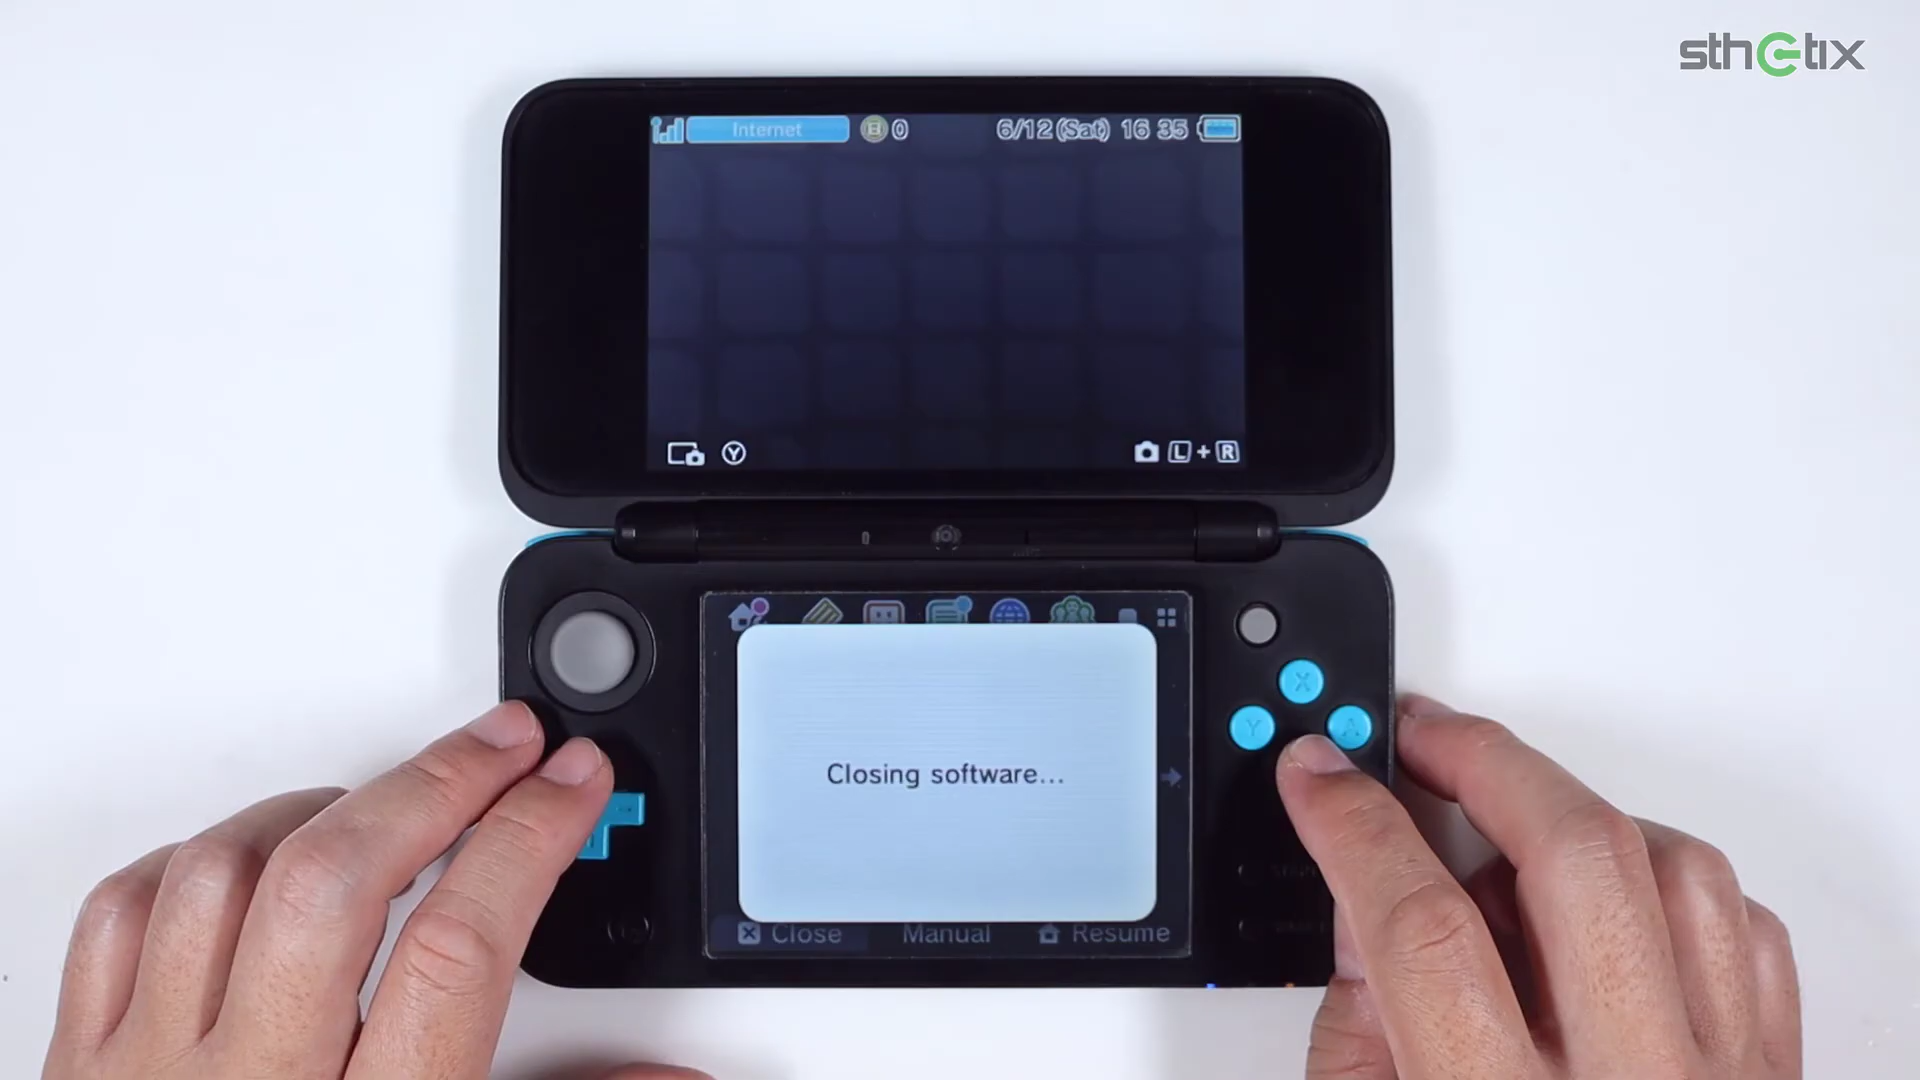 sthetix
Internet 0 6/12 (Sat) 16 35
Y L + R
Closing software...
X
Y A
Close Manual Resume